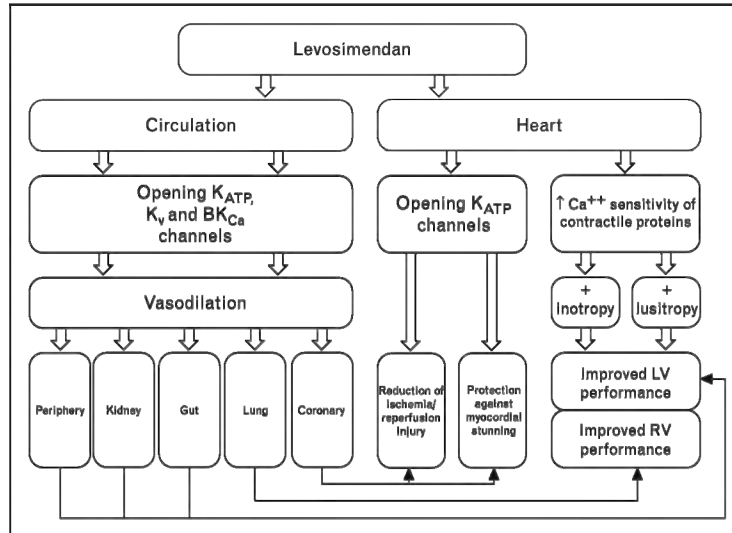 Levosimendan
Circulation
Heart
Opening KATP,
Kv and BKCa
channels
Opening KATP
channels
↑ Ca++ sensitivity of
contractile proteins
Vasodilation
+
inotropy
+
lusitropy
Periphery
Kidney
Gut
Lung
Coronary
Reduction of
ischemia/
reperfusion
injury
Protection
against
myocardial
stunning
Improved LV
performance
Improved RV
performance